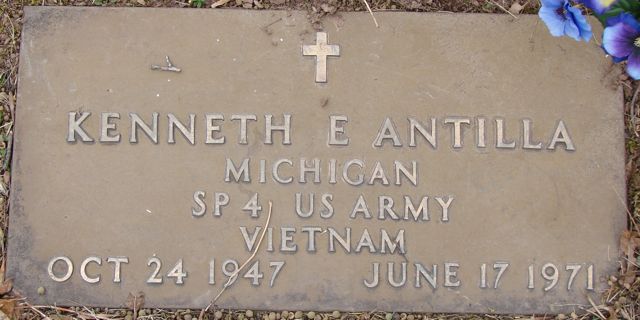 KENNETH E ANTILLA
MICHIGAN
SP 4 US ARMY
VIETNAM
OCT 24 1947 JUNE 17 1971